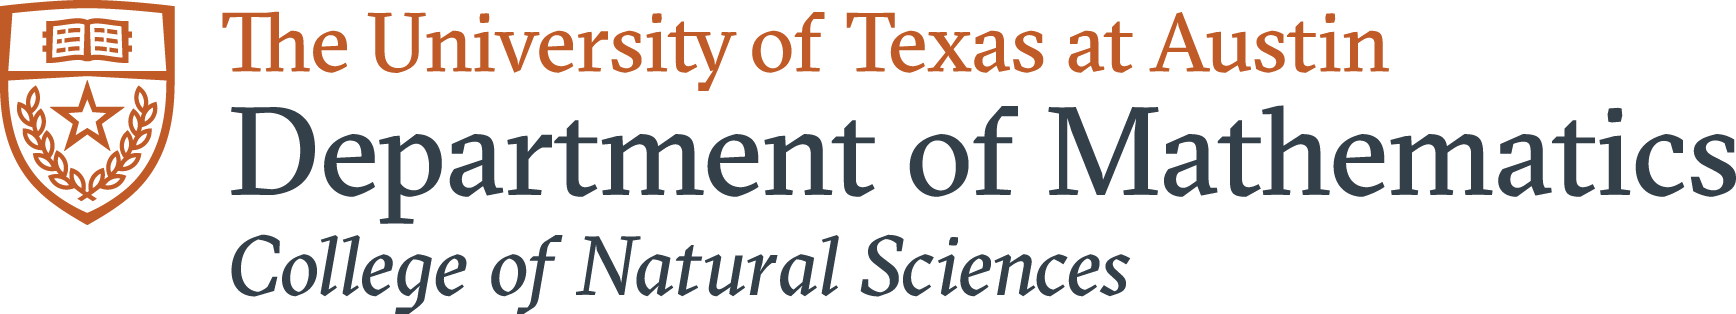 The University of Texas at Austin
Department of Mathematics
College of Natural Sciences